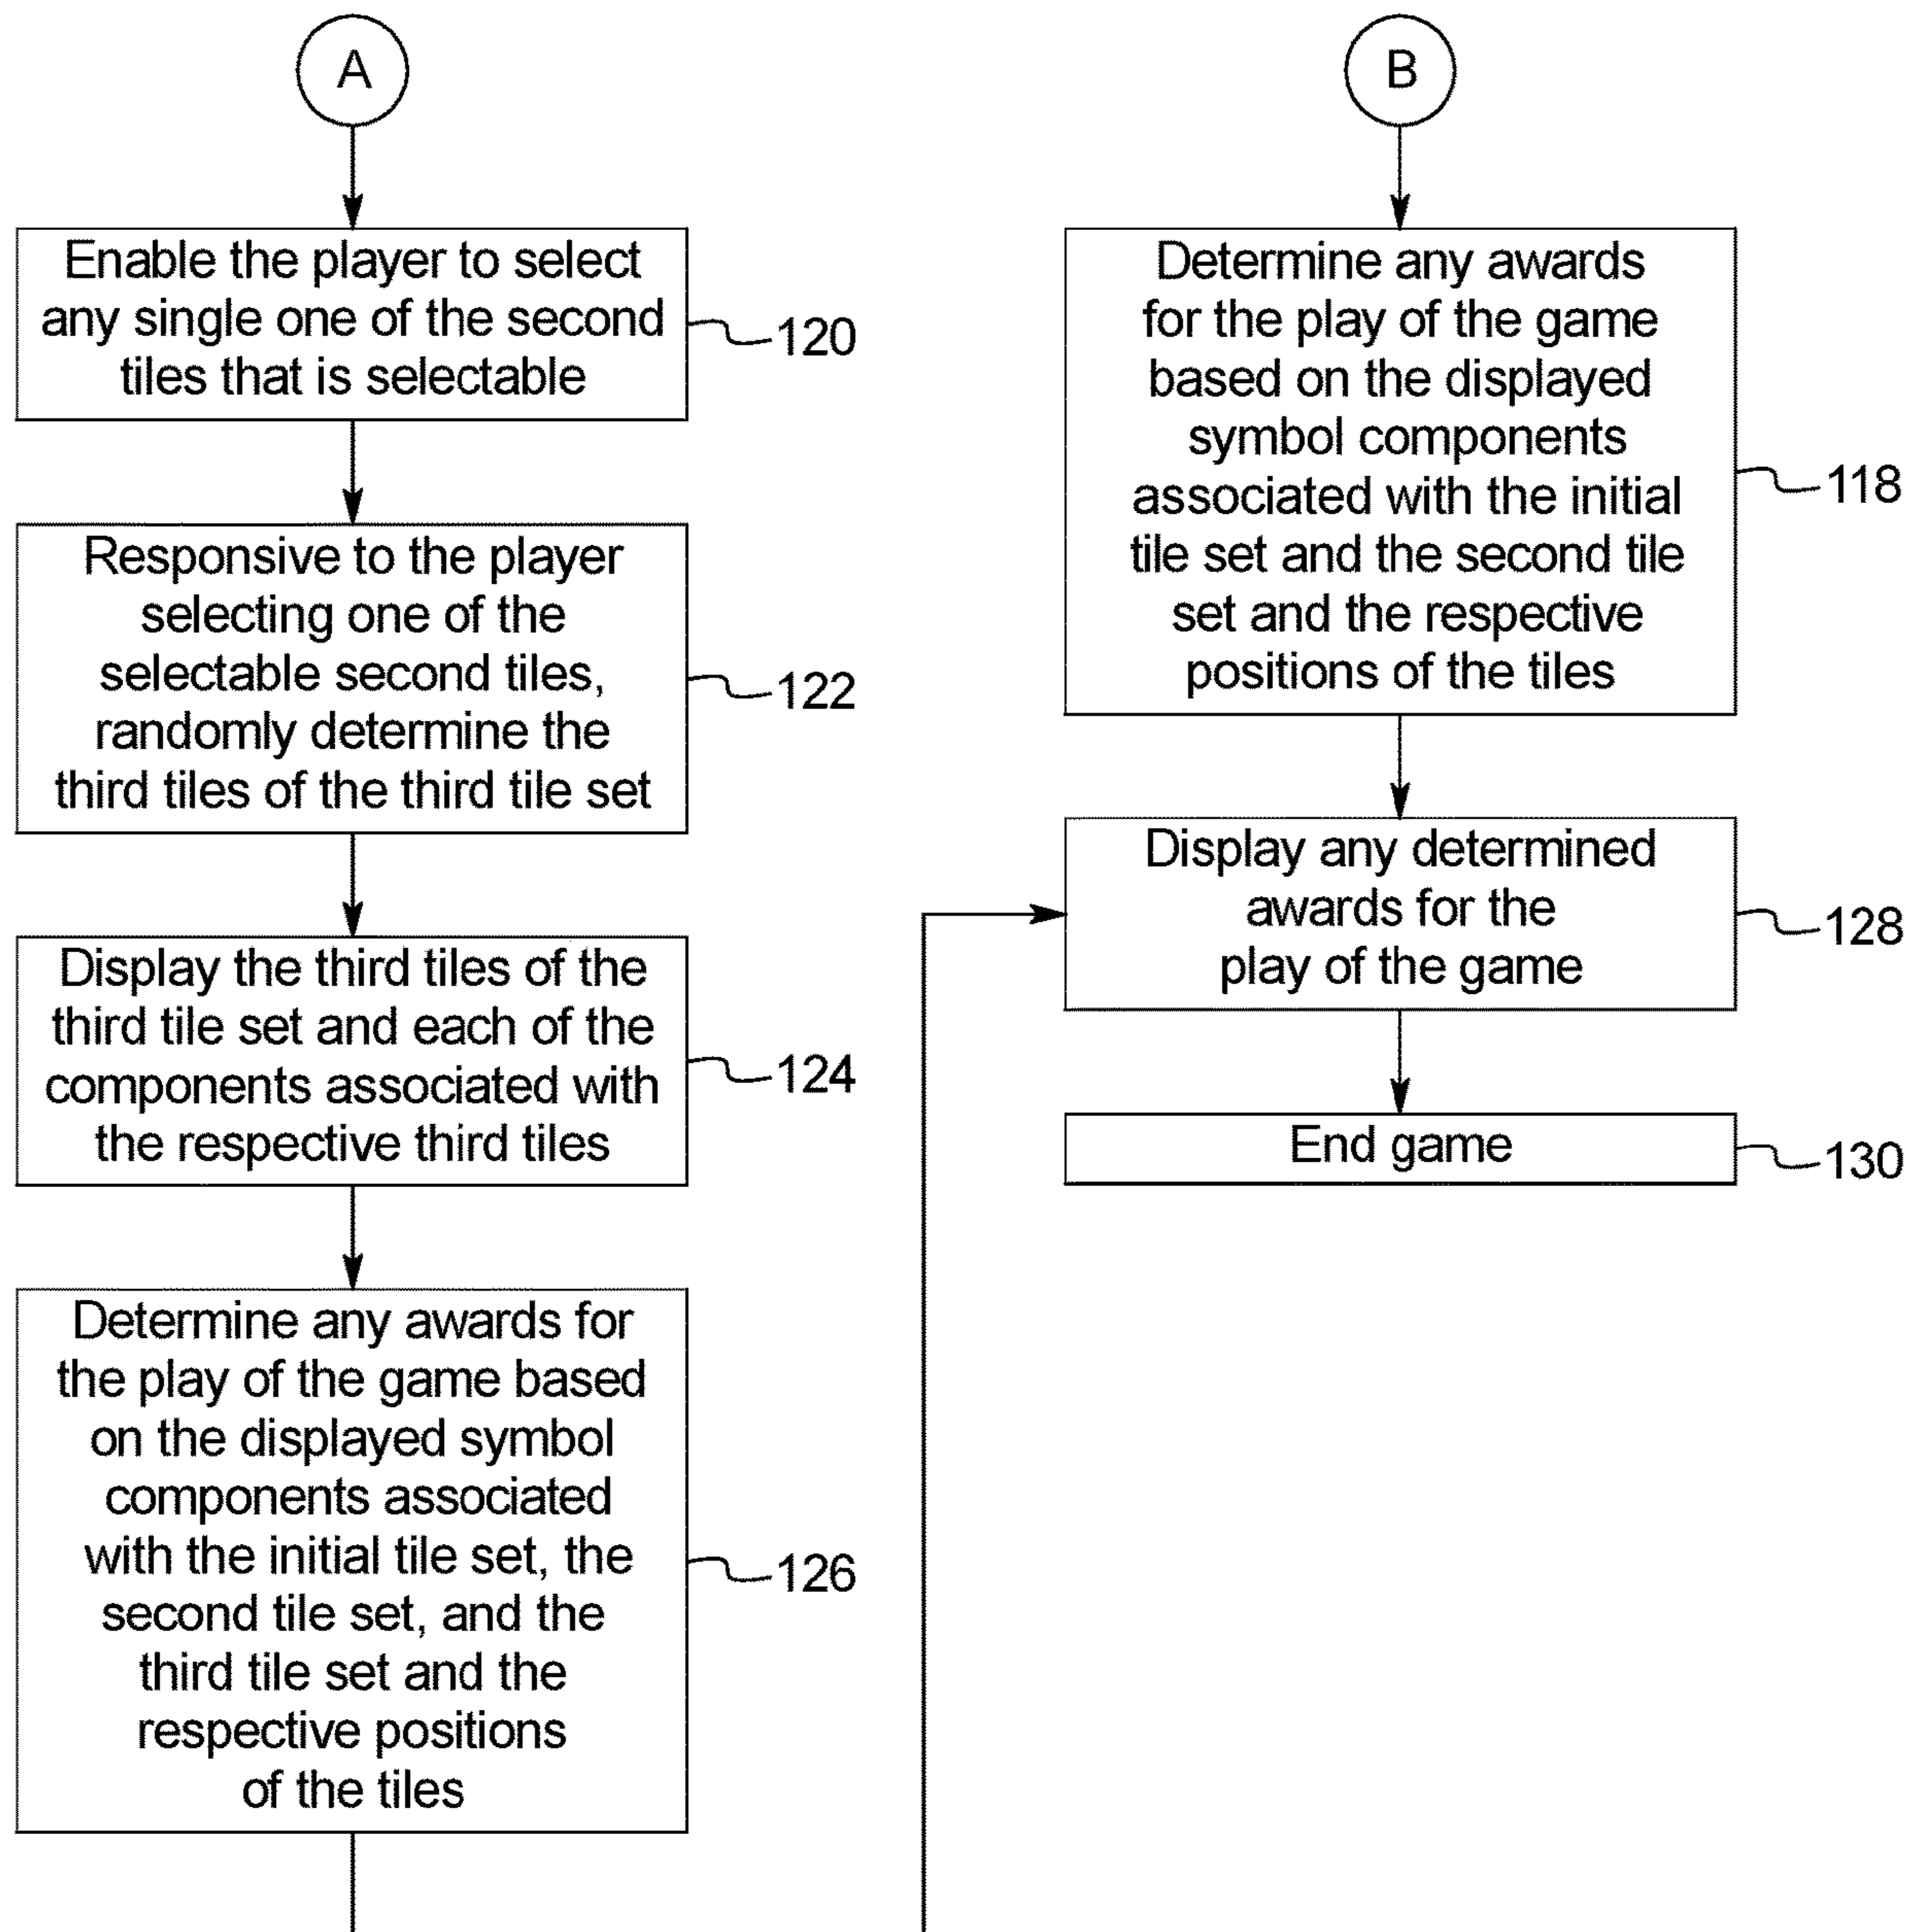 A
Enable the player to select
any single one of the second
tiles that is selectable
120
Responsive to the player
selecting one of the
selectable second tiles,
randomly determine the
third tiles of the third tile set
122
Display the third tiles of the
third tile set and each of the
components associated with
the respective third tiles
124
Determine any awards for
the play of the game based
on the displayed symbol
components associated
with the initial tile set, the
second tile set, and the
third tile set and the
respective positions
of the tiles
126
B
Determine any awards
for the play of the game
based on the displayed
symbol components
associated with the initial
tile set and the second tile
set and the respective
positions of the tiles
118
Display any determined
awards for the
play of the game
128
End game
130